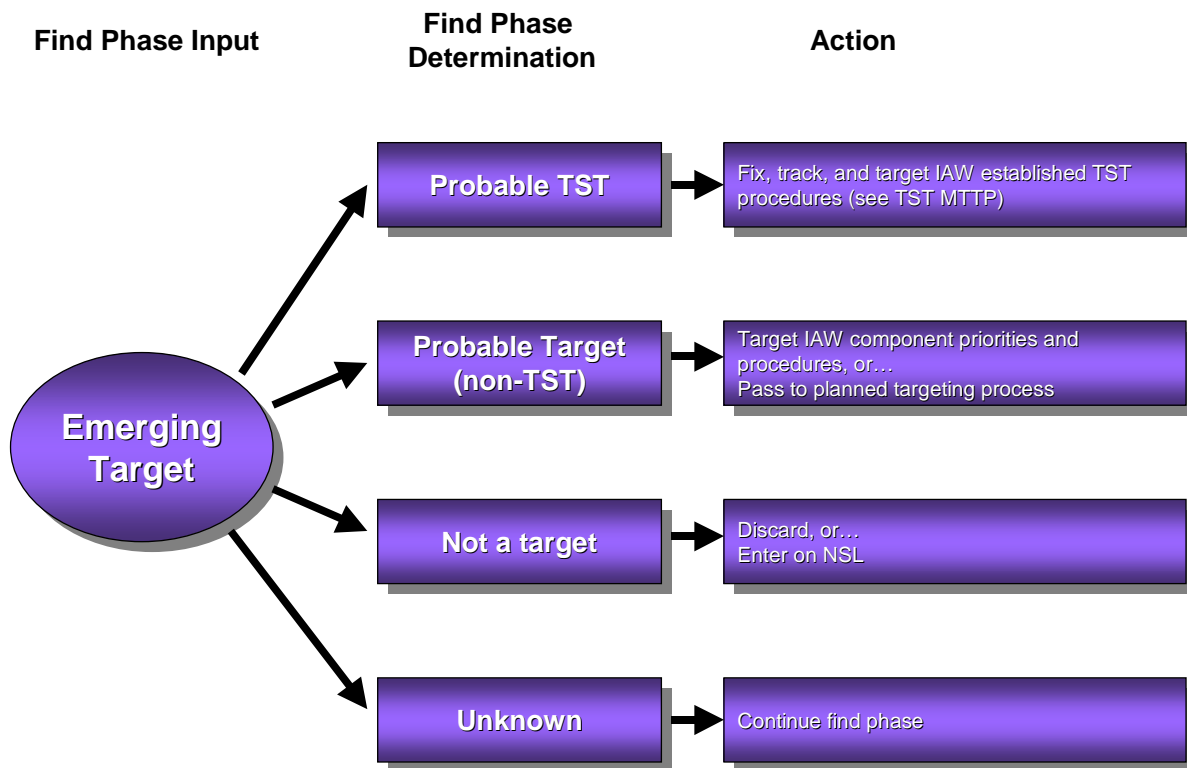 Find Phase Input
Find Phase
Determination
Action
Emerging
Target
Probable TST
Fix, track, and target IAW established TST
procedures (see TST MTTP)
Probable Target
(non-TST)
Target IAW component priorities and
procedures, or…
Pass to planned targeting process
Not a target
Discard, or…
Enter on NSL
Unknown
Continue find phase